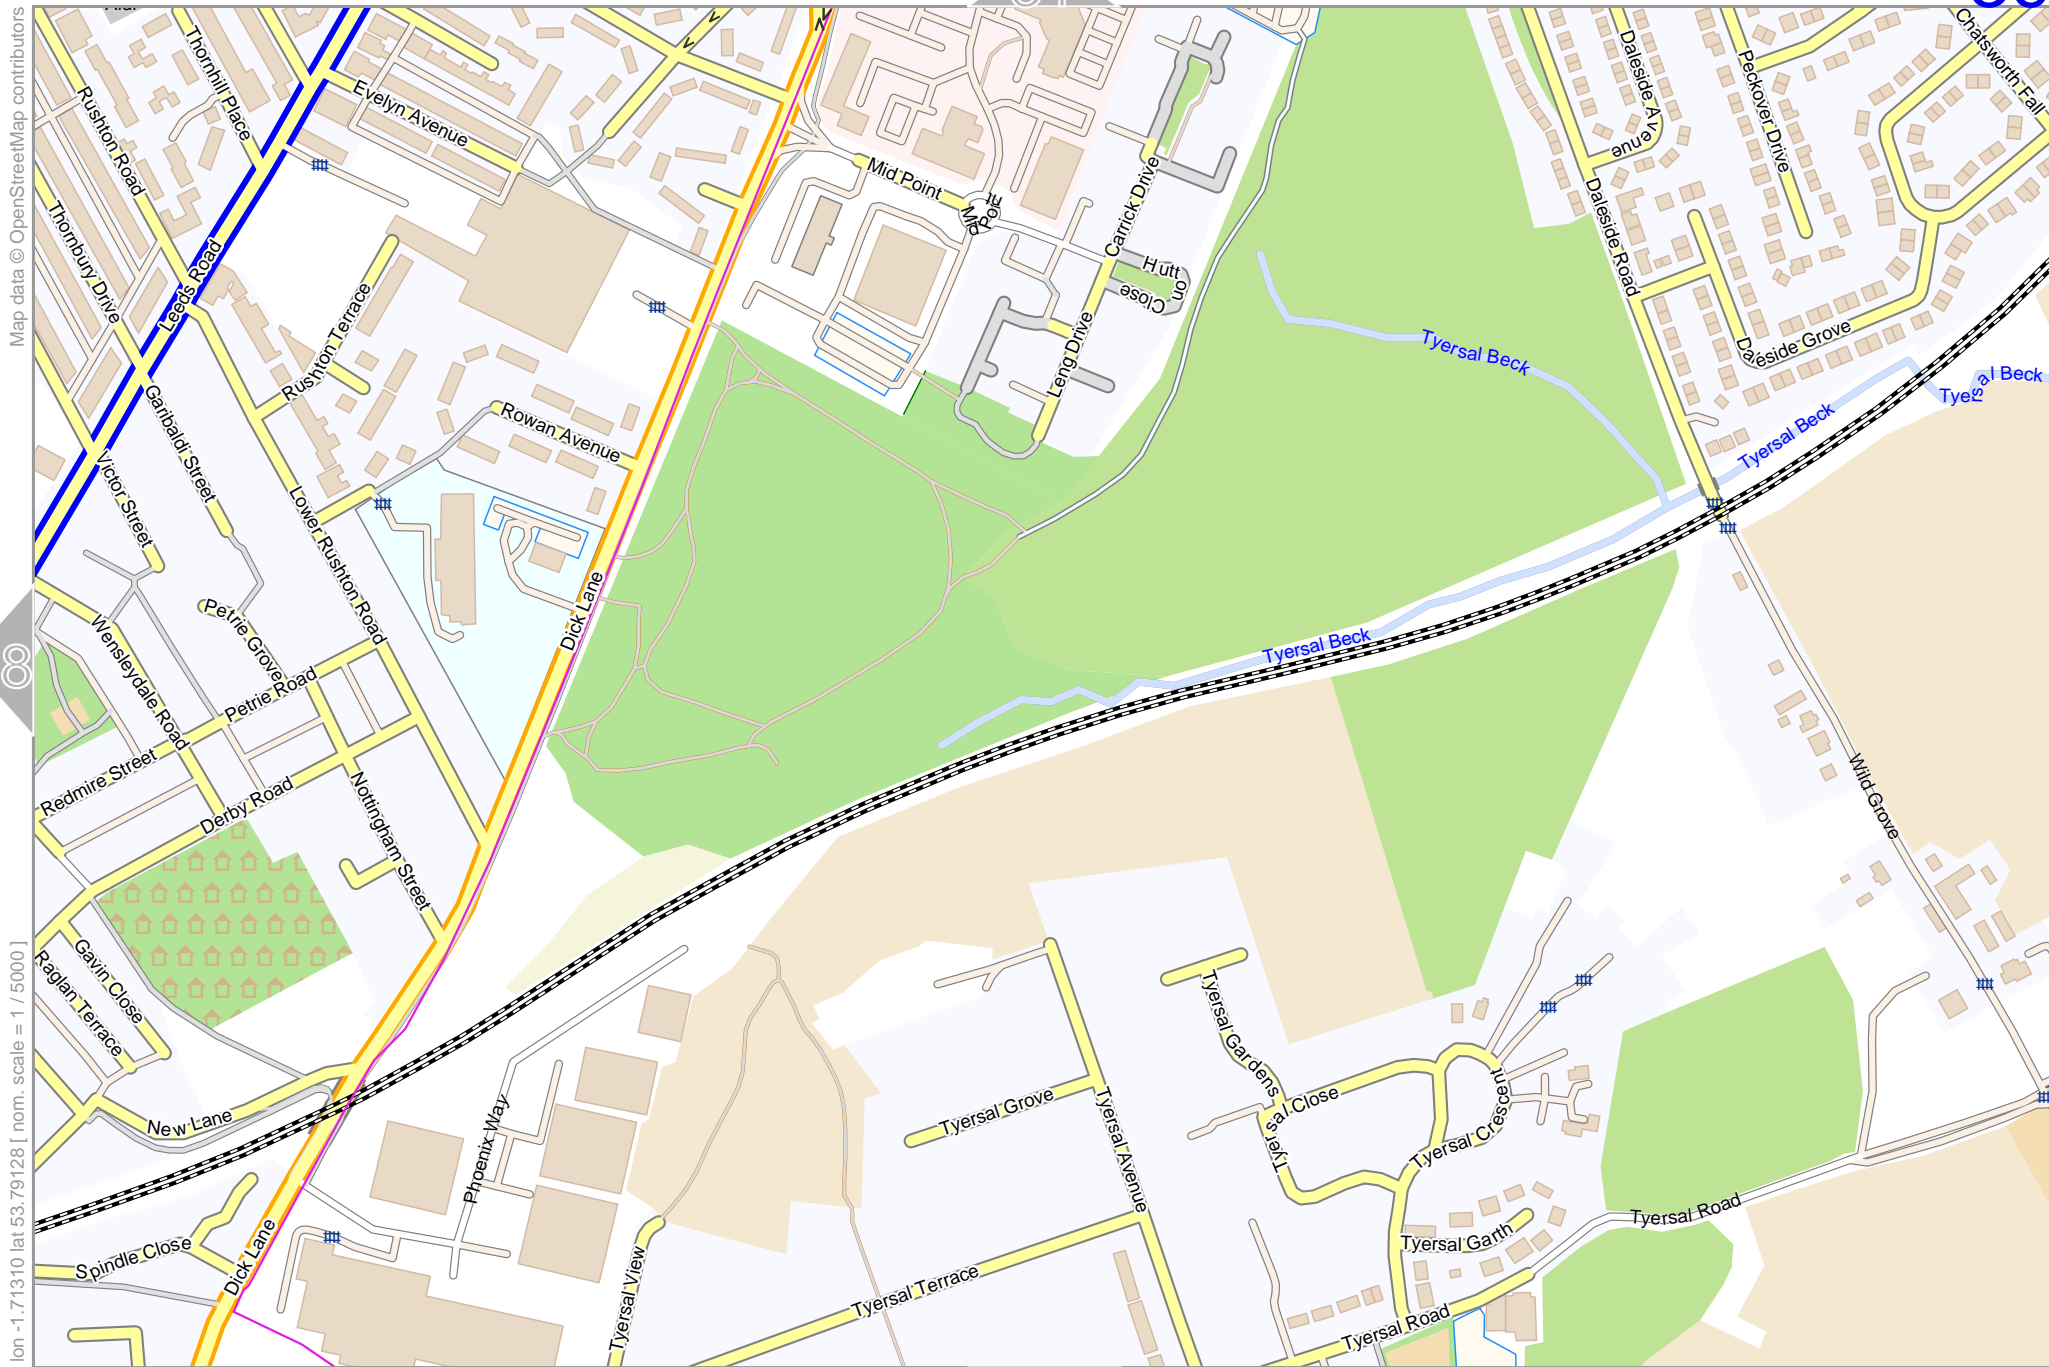 Map data © OpenStreetMap contributors
lon -1.71310 lat 53.79128 [ nom. scale = 1 / 5000 ]
8
Thornhill Place
Rushton Road
Evelyn Avenue
Thornbury Drive
Leeds Road
Rushton Terrace
Garibaldi Street
Victor Street
Rowan Avenue
Lower Rushton Road
Petrie Grove
Wensleydale Road
Petrie Road
Redmire Street
Derby Road
Nottingham Street
Gavin Close
Raglan Terrace
New Lane
Spindle Close
Dick Lane
Dick Lane
Mid Point
Mid Point
Carrick Drive
Hutton Close
Leng Drive
Daleside Avenue
Peckover Drive
Chatsworth Fall
Daleside Road
Daleside Grove
Tyersal Beck
Tyersal Beck
Tyersal Beck
Tyersal Beck
Wild Grove
Phoenix Way
Tyersal View
Tyersal Grove
Tyersal Avenue
Tyersal Terrace
Tyersal Gardens
Tyersal Close
Tyersal Crescent
Tyersal Garth
Tyersal Road
Tyersal Road